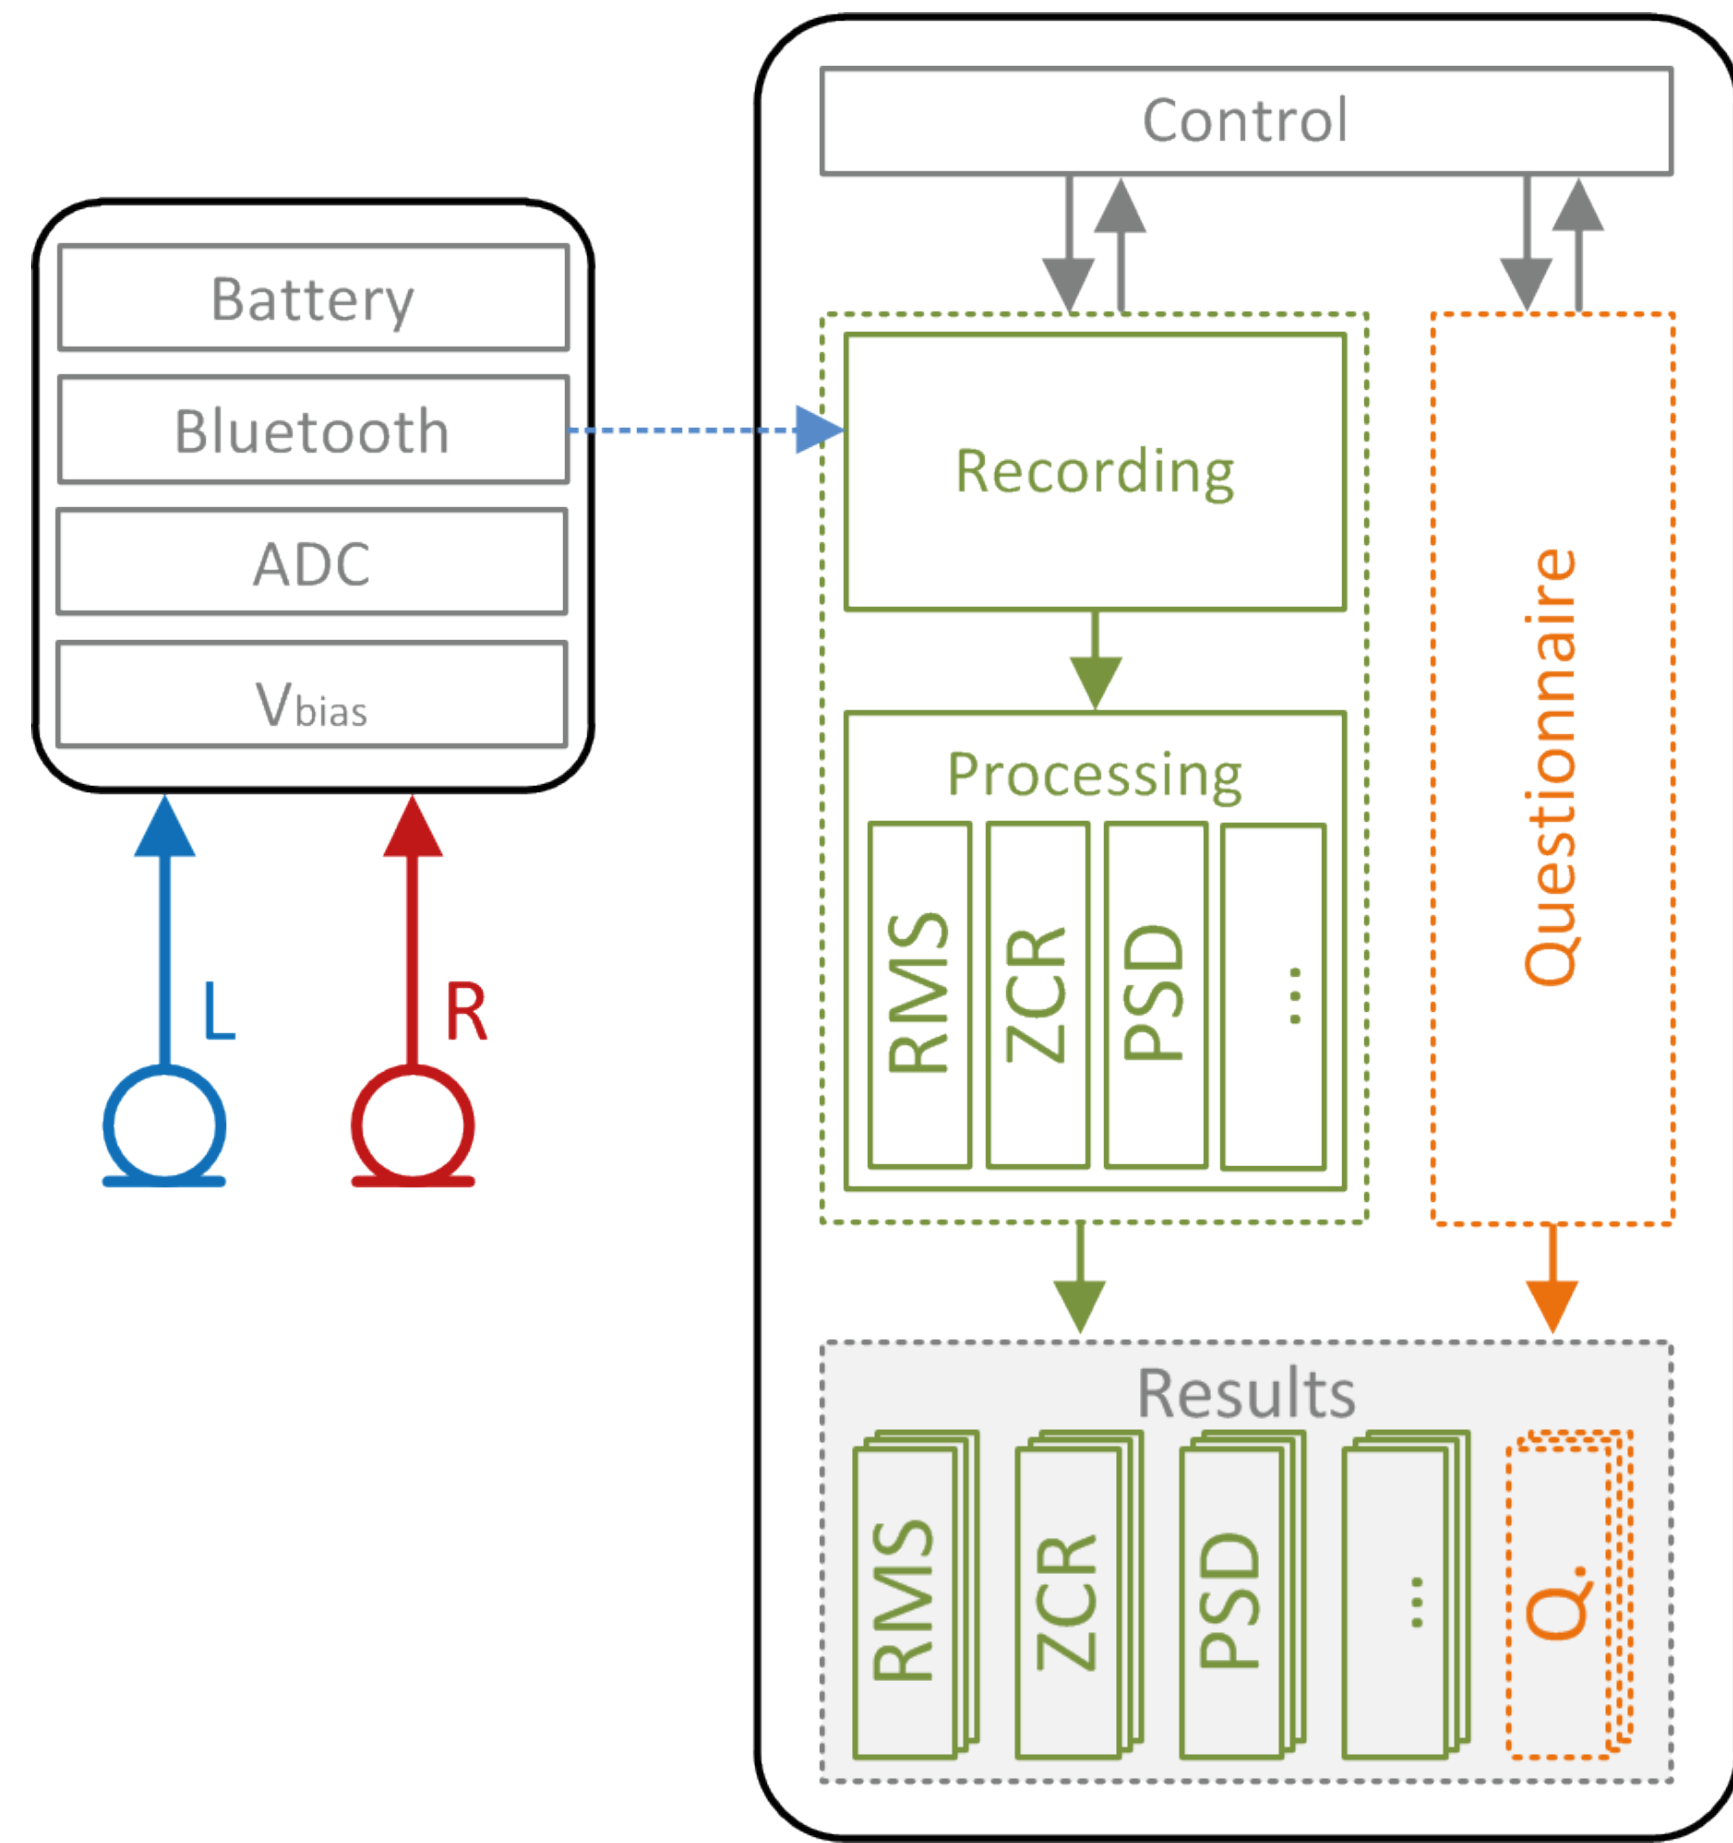 Control
Battery
Bluetooth
ADC
Vbias
L
R
Recording
Processing
RMS
ZCR
PSD
...
Questionnaire
Results
RMS
ZCR
PSD
...
Q.